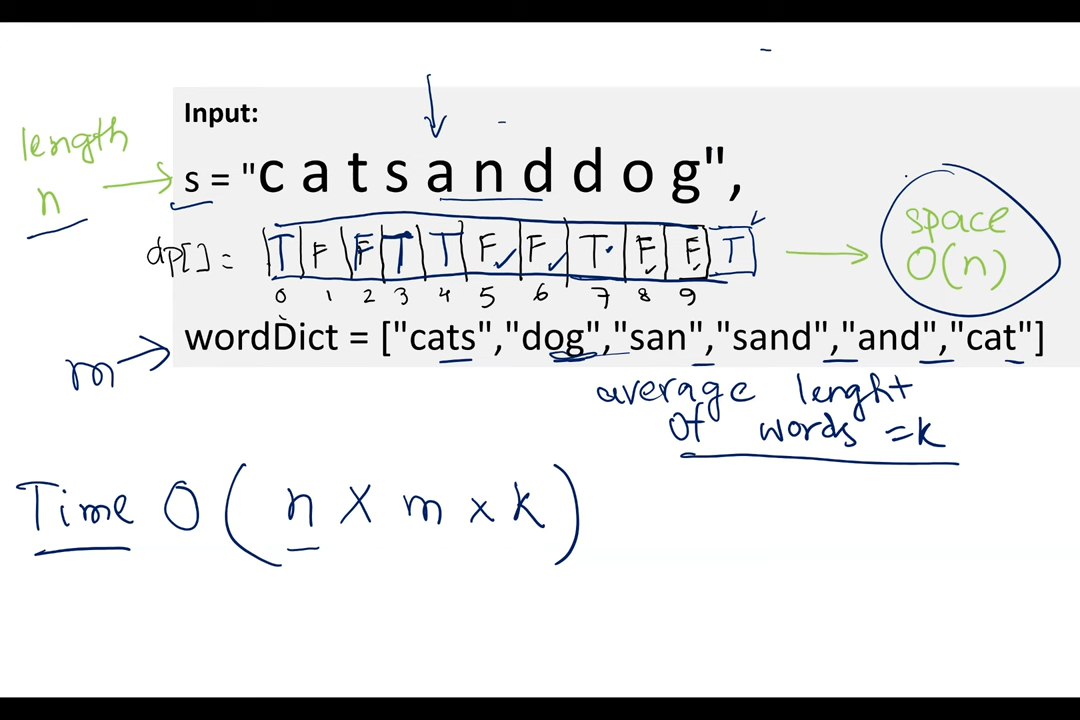 Input:
length
n
s = "c a t s a n d d o g",
dp[] = T F F T T F F T F F T
0 1 2 3 4 5 6 7 8 9
space
O(n)
wordDict = ["cats","dog","san","sand","and","cat"]
m
average lenght
of words = k
Time O ( n x m x k )